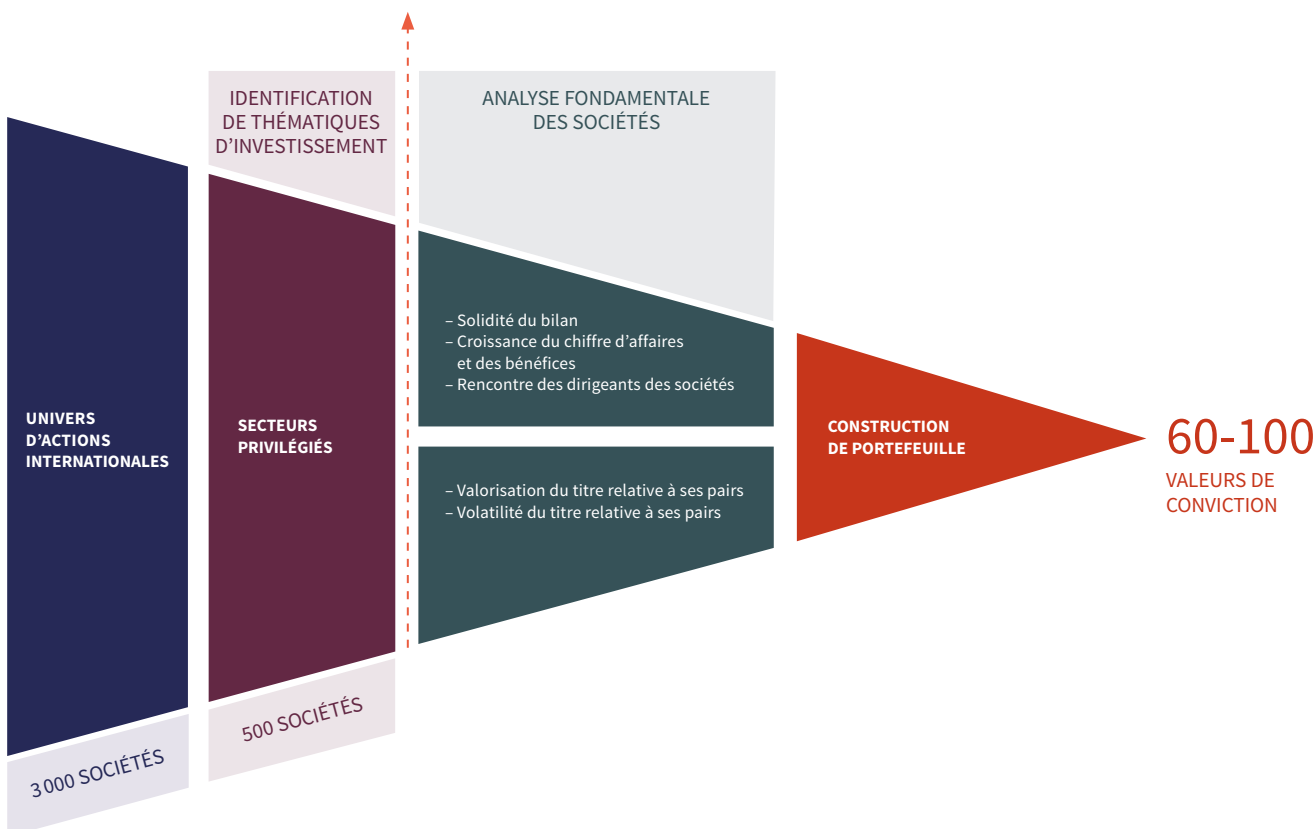 IDENTIFICATION
DE THÉMATIQUES
D’INVESTISSEMENT
ANALYSE FONDAMENTALE
DES SOCIÉTÉS
UNIVERS
D’ACTIONS
INTERNATIONALES
3 000 SOCIÉTÉS
SECTEURS
PRIVILÉGIÉS
500 SOCIÉTÉS
– Solidité du bilan
– Croissance du chiffre d’affaires
et des bénéfices
– Rencontre des dirigeants des sociétés
– Valorisation du titre relative à ses pairs
– Volatilité du titre relative à ses pairs
CONSTRUCTION
DE PORTEFEUILLE
60-100
VALEURS DE
CONVICTION